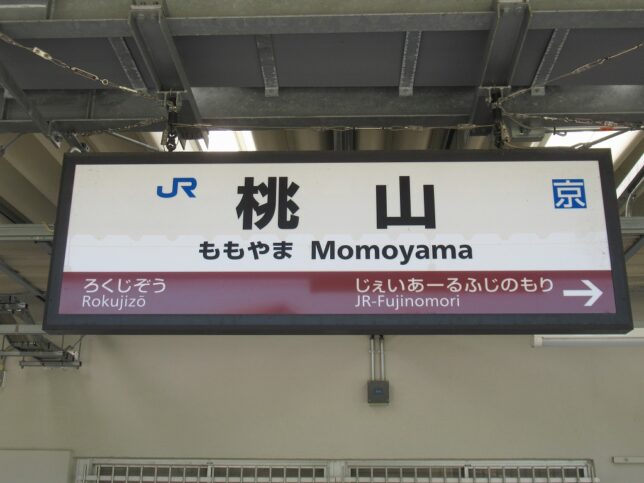 JR 桃山 京
ももやま Momoyama
ろくじぞう じぇいあーるふじのもり
Rokujizō JR-Fujinomori →